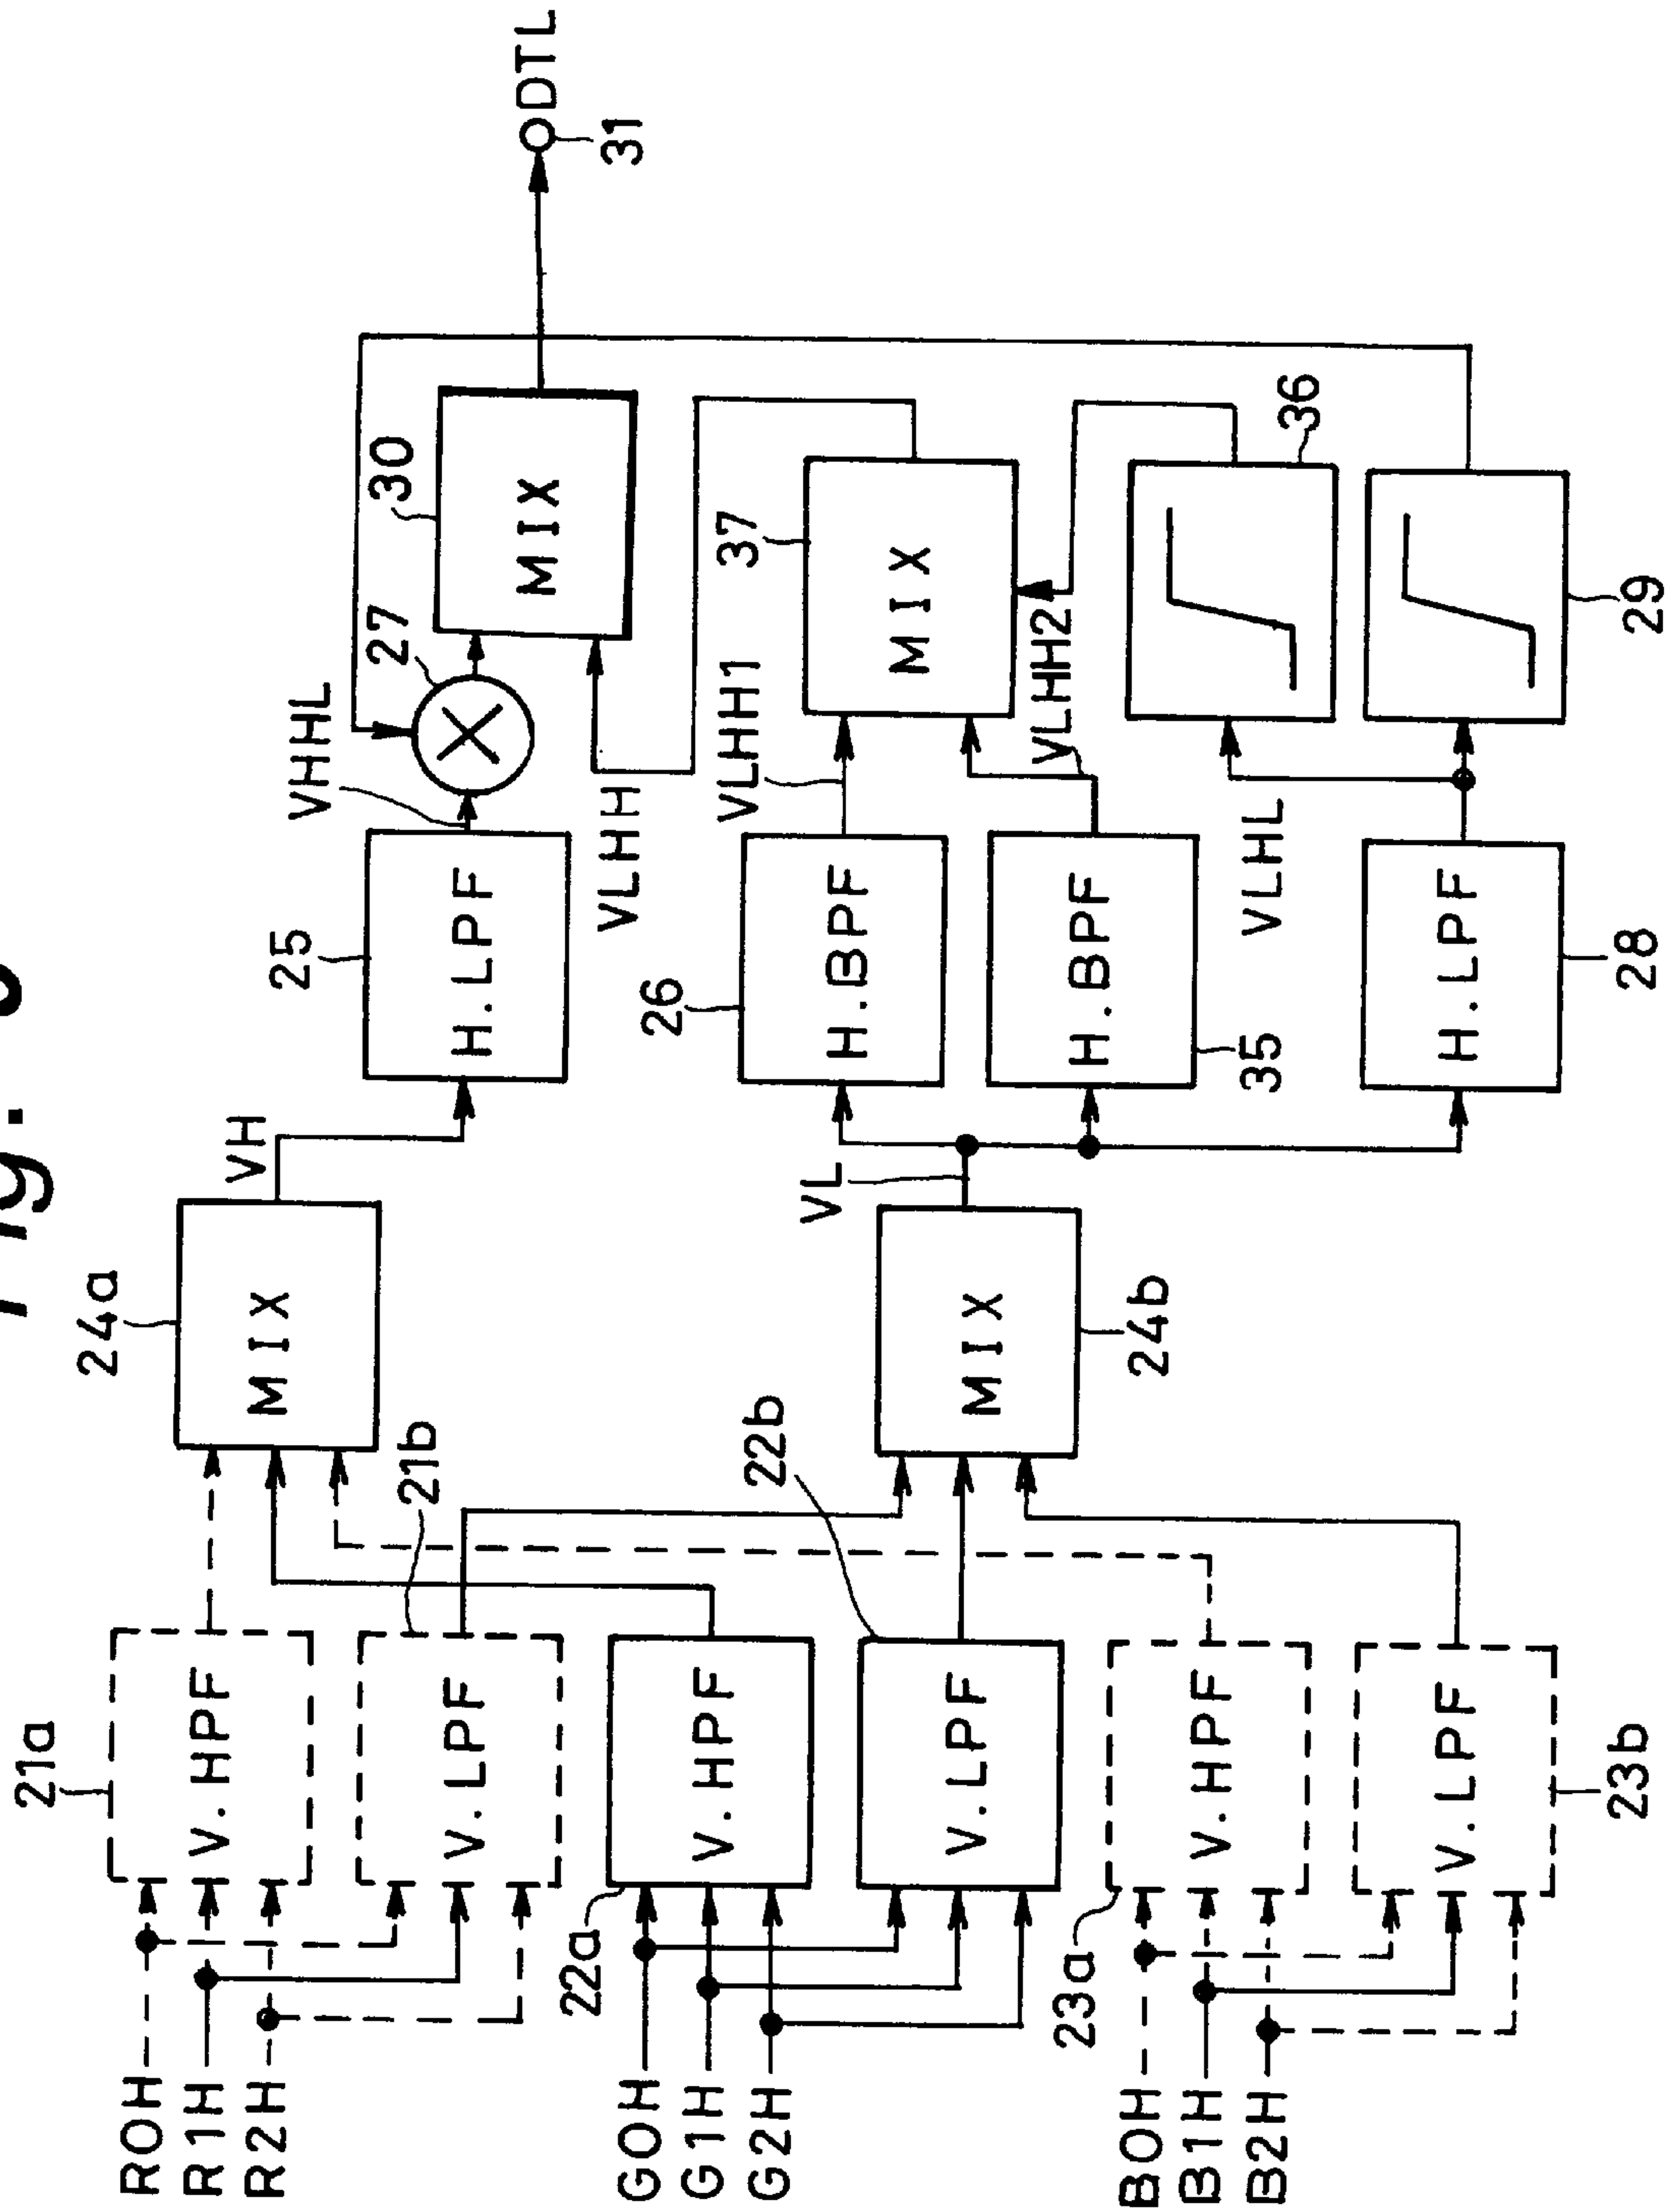 21a
V.HPF
R0H
R1H
R2H
21b
V.LPF
22a
V.HPF
G0H
G1H
G2H
22b
V.LPF
23a
V.HPF
B0H
B1H
B2H
V.LPF
23b
24a
MIX
VH
MIX
24b
VL
25
H.LPF
VHHL
27
30
MIX
DTL
31
VLHH
26
H.BPF
VLHH1
37
MIX
H.BPF
35
VLHH2
VLHL
36
H.LPF
28
29